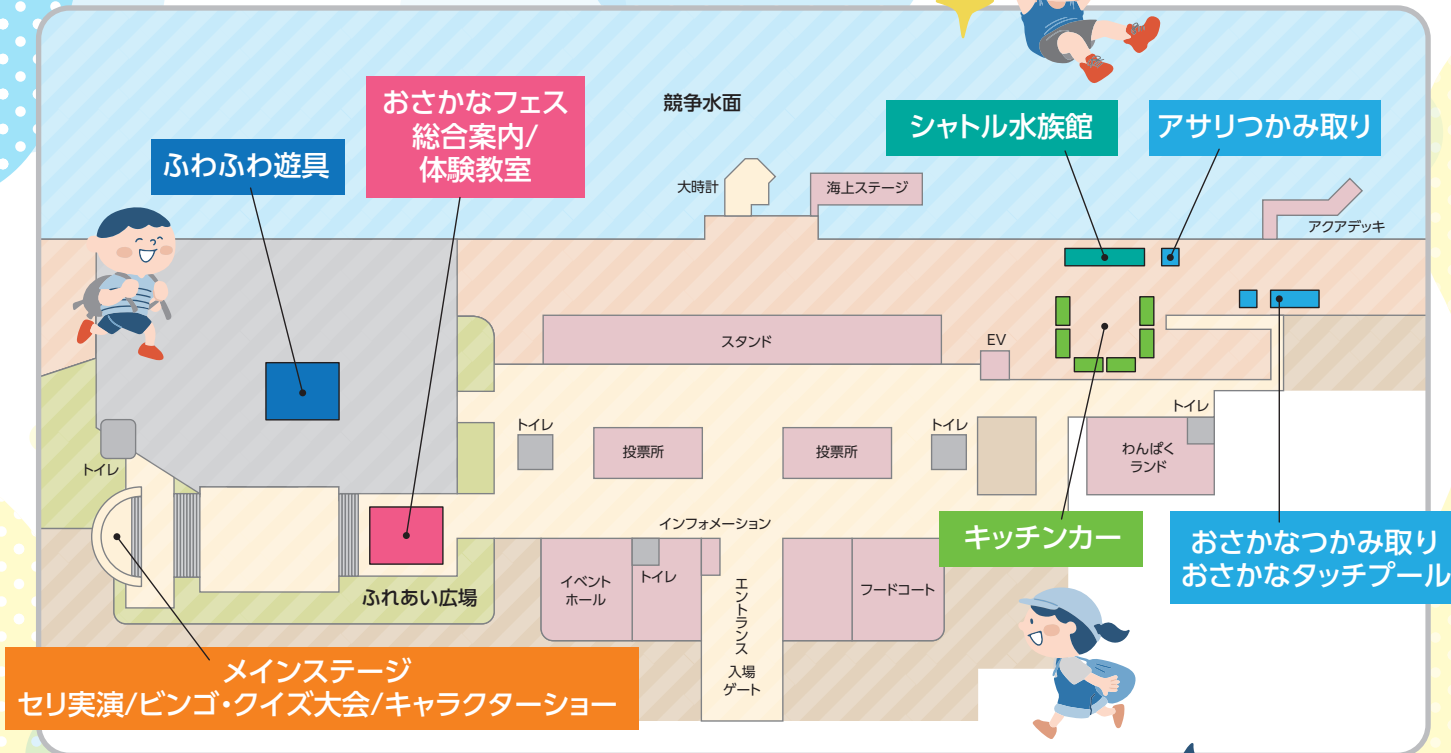 競争水面
おさかなフェス
総合案内/
体験教室
シャトル水族館
アサリつかみ取り
ふわふわ遊具
大時計
海上ステージ
アクアデッキ
スタンド
EV
トイレ
トイレ
トイレ
トイレ
投票所
投票所
わんぱく
ランド
インフォメーション
キッチンカー
おさかなつかみ取り
おさかなタッチプール
イベント
ホール
トイレ
エントランス
フードコート
ふれあい広場
入場
ゲート
メインステージ
セリ実演/ビンゴ・クイズ大会/キャラクターショー